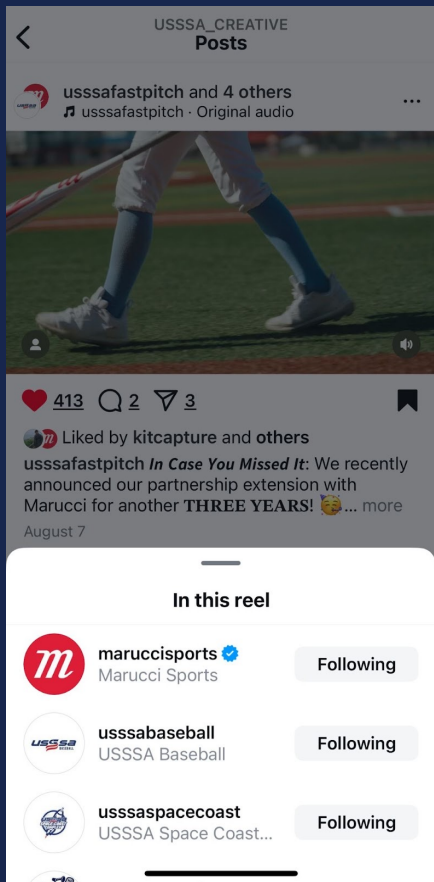 USSSA_CREATIVE
Posts
usssafastpitch and 4 others
usssafastpitch · Original audio
413 2 3
Liked by kitcapture and others
usssafastpitch In Case You Missed It: We recently
announced our partnership extension with
Marucci for another THREE YEARS! 🥳... more
August 7
In this reel
m
maruccisports
Marucci Sports
Following
usssa
usssabaseball
USSSA Baseball
Following
usssaspacecoast
USSSA Space Coast...
Following